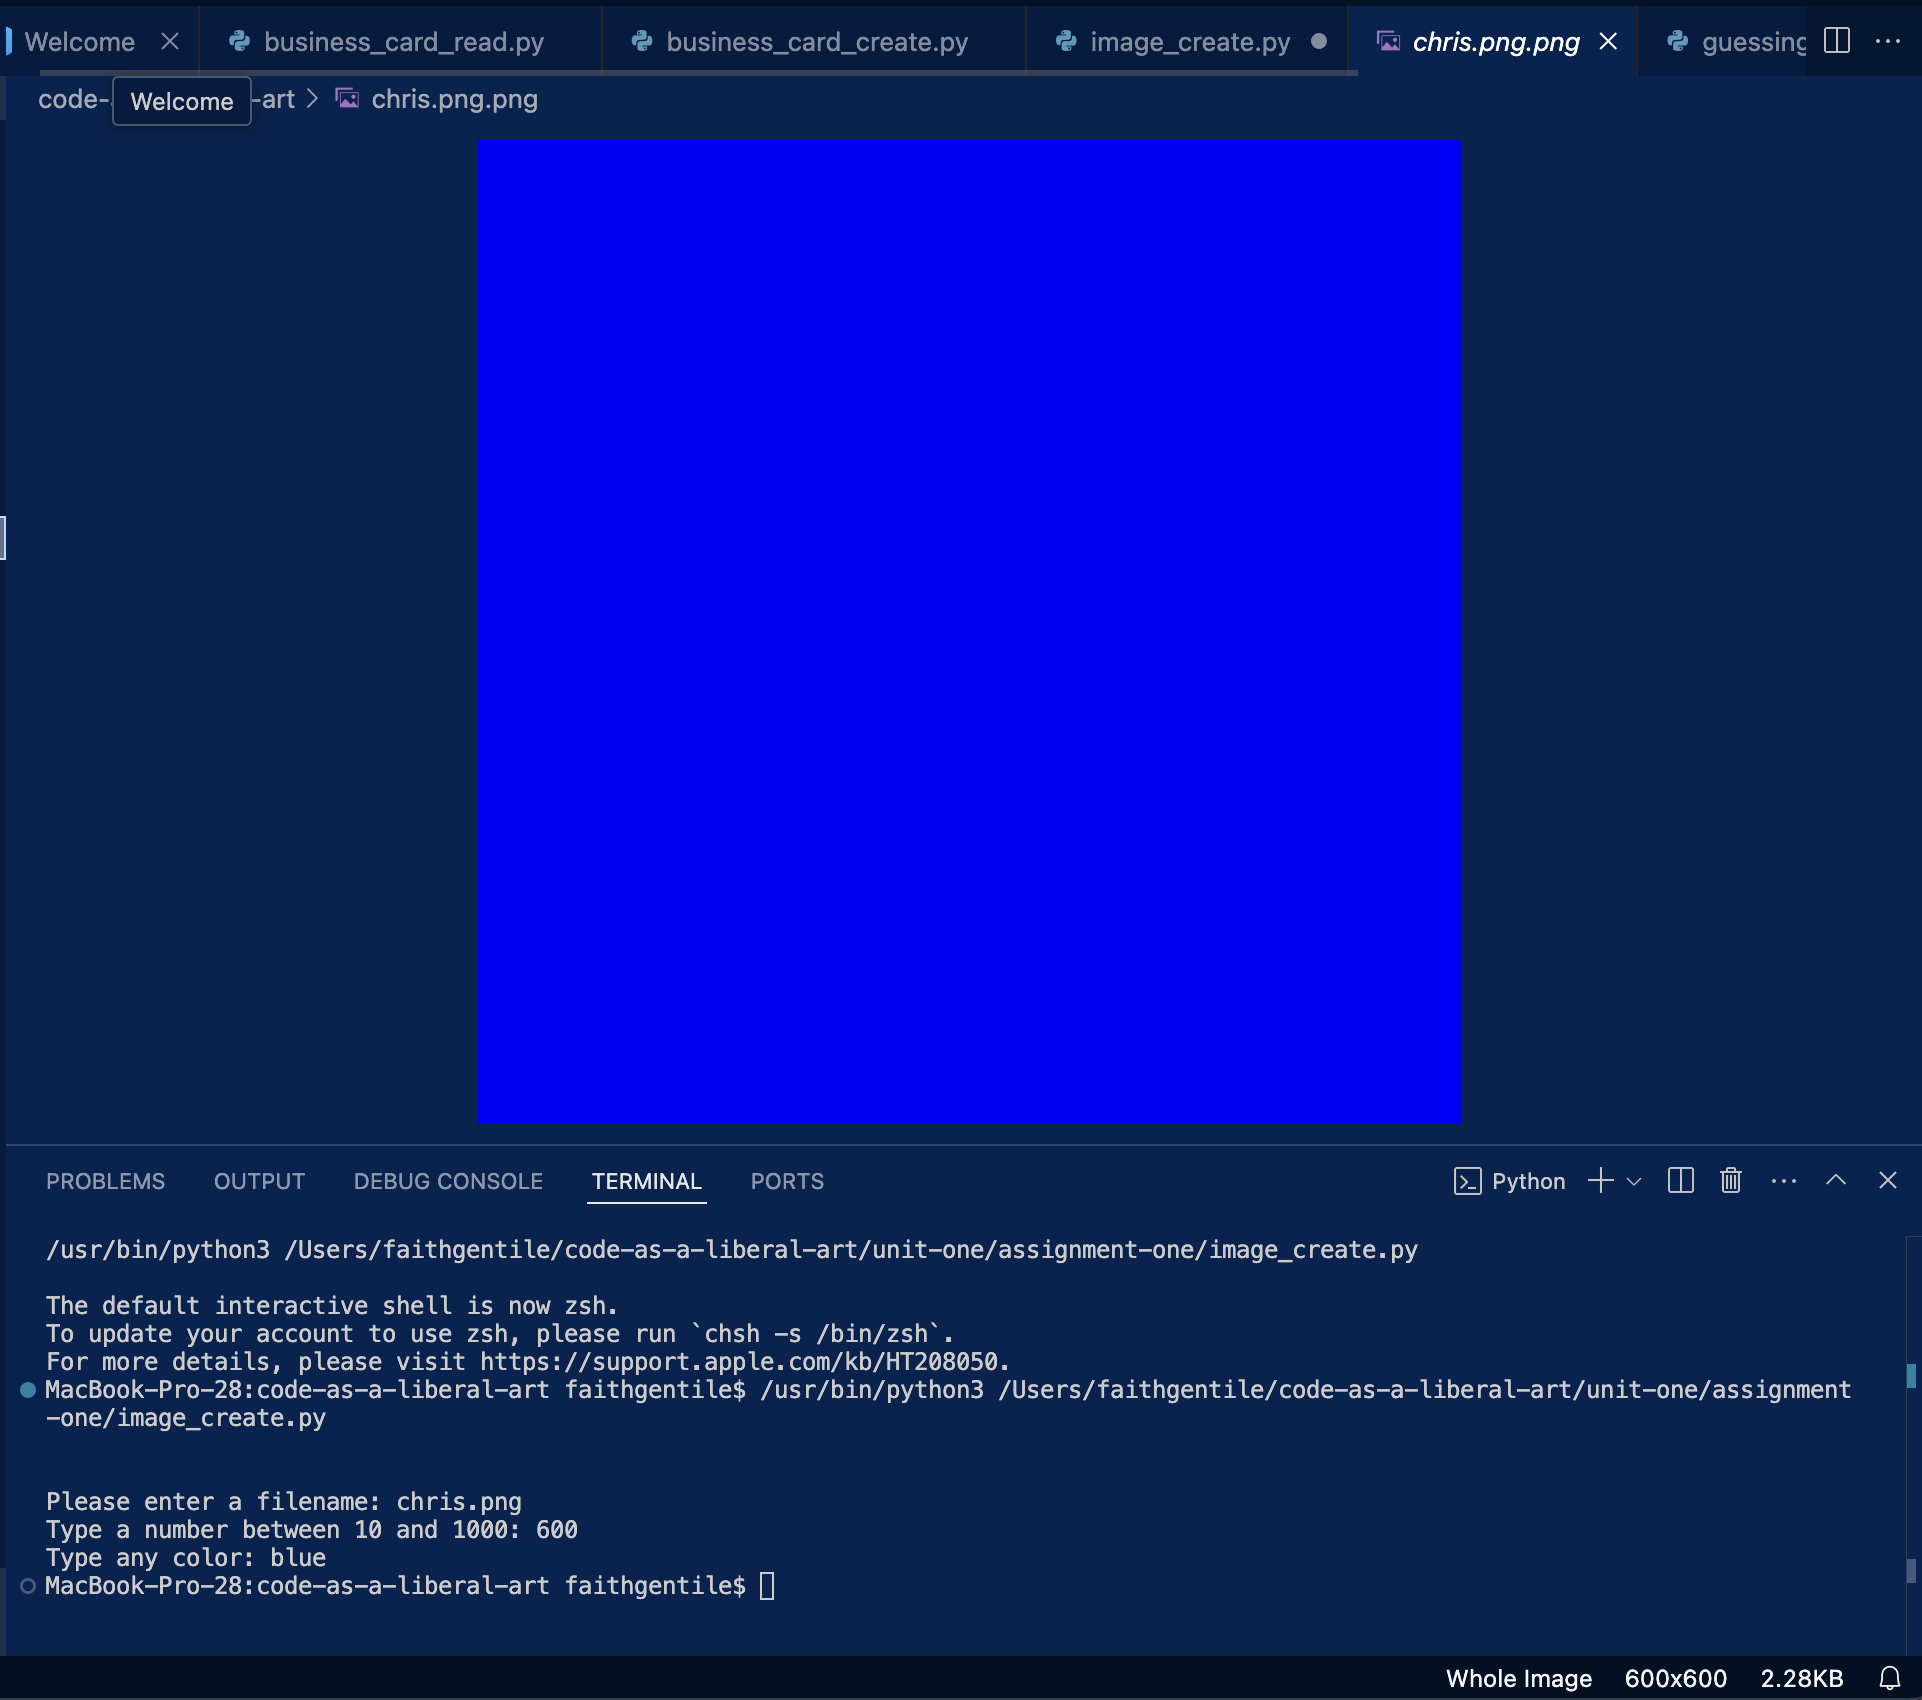 Welcome business_card_read.py business_card_create.py image_create.py chris.png.png guessing
code- Welcome -art > chris.png.png
PROBLEMS OUTPUT DEBUG CONSOLE TERMINAL PORTS Python
/usr/bin/python3 /Users/faithgentile/code-as-a-liberal-art/unit-one/assignment-one/image_create.py
The default interactive shell is now zsh.
To update your account to use zsh, please run `chsh -s /bin/zsh`.
For more details, please visit https://support.apple.com/kb/HT208050.
MacBook-Pro-28:code-as-a-liberal-art faithgentile$ /usr/bin/python3 /Users/faithgentile/code-as-a-liberal-art/unit-one/assignment
-one/image_create.py
Please enter a filename: chris.png
Type a number between 10 and 1000: 600
Type any color: blue
MacBook-Pro-28:code-as-a-liberal-art faithgentile$
Whole Image 600x600 2.28KB